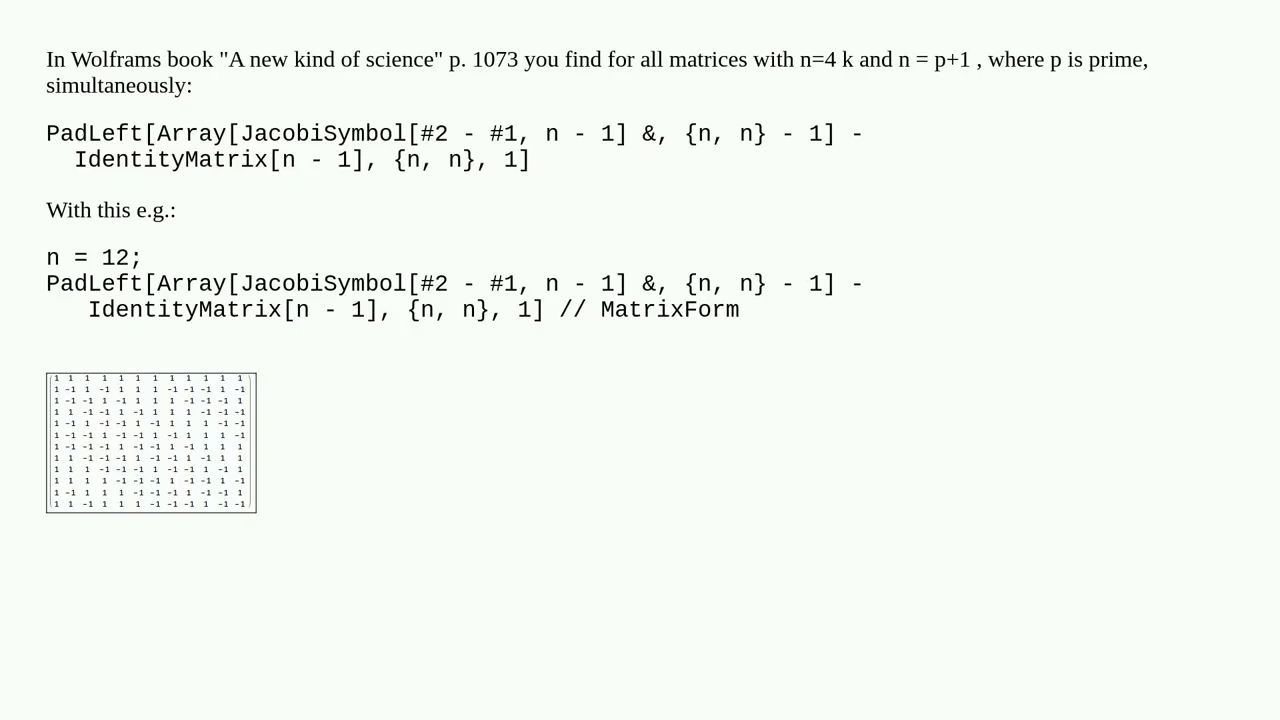 In Wolframs book "A new kind of science" p. 1073 you find for all matrices with n=4 k and n = p+1 , where p is prime,
simultaneously:
PadLeft[Array[JacobiSymbol[#2 - #1, n - 1] &, {n, n} - 1] -
IdentityMatrix[n - 1], {n, n}, 1]
With this e.g.:
n = 12;
PadLeft[Array[JacobiSymbol[#2 - #1, n - 1] &, {n, n} - 1] -
IdentityMatrix[n - 1], {n, n}, 1] // MatrixForm
1 1 1 1 1 1 1 1 1 1 1 1
1 -1 1 -1 1 1 1 -1 -1 -1 1 -1
1 -1 -1 1 -1 1 1 1 -1 -1 -1 1
1 1 -1 -1 1 -1 1 1 1 -1 -1 -1
1 -1 1 -1 -1 1 -1 1 1 1 -1 -1
1 -1 -1 1 -1 -1 1 -1 1 1 1 -1
1 -1 -1 -1 1 -1 -1 1 -1 1 1 1
1 1 -1 -1 -1 1 -1 -1 1 -1 1 1
1 1 1 -1 -1 -1 1 -1 -1 1 -1 1
1 1 1 1 -1 -1 -1 1 -1 -1 1 -1
1 -1 1 1 1 -1 -1 -1 1 -1 -1 1
1 1 -1 1 1 1 -1 -1 -1 1 -1 -1